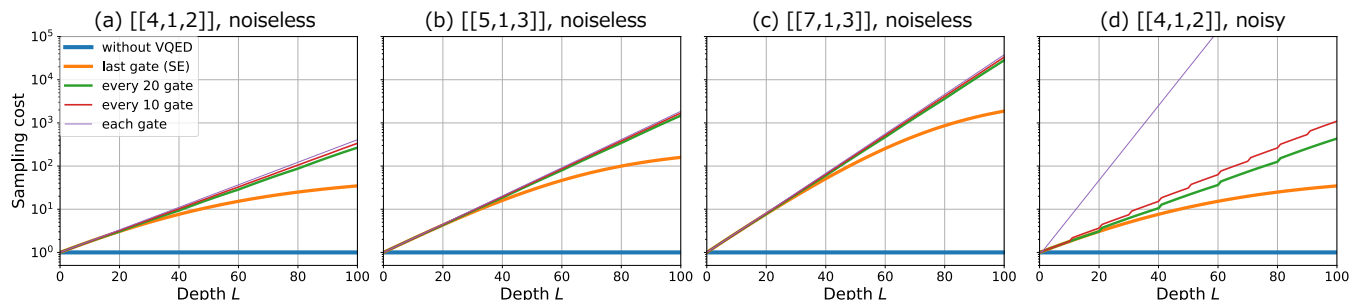 (a) [[4,1,2]], noiseless
(b) [[5,1,3]], noiseless
(c) [[7,1,3]], noiseless
(d) [[4,1,2]], noisy
Sampling cost
10^5
10^4
10^3
10^2
10^1
10^0
without VQED
last gate (SE)
every 20 gate
every 10 gate
each gate
0 20 40 60 80 100
0 20 40 60 80 100
0 20 40 60 80 100
0 20 40 60 80 100
Depth L
Depth L
Depth L
Depth L